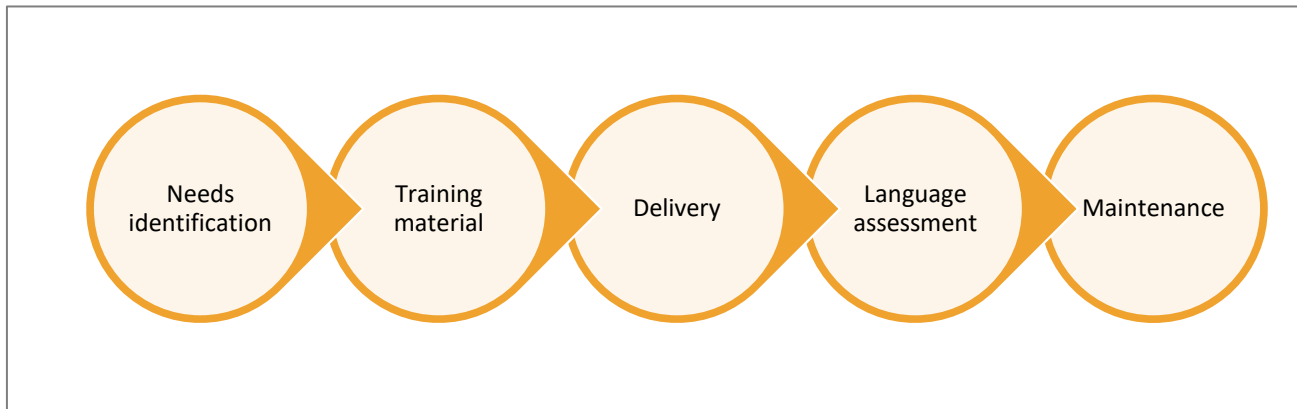 Needs
identification
Training
material
Delivery
Language
assessment
Maintenance